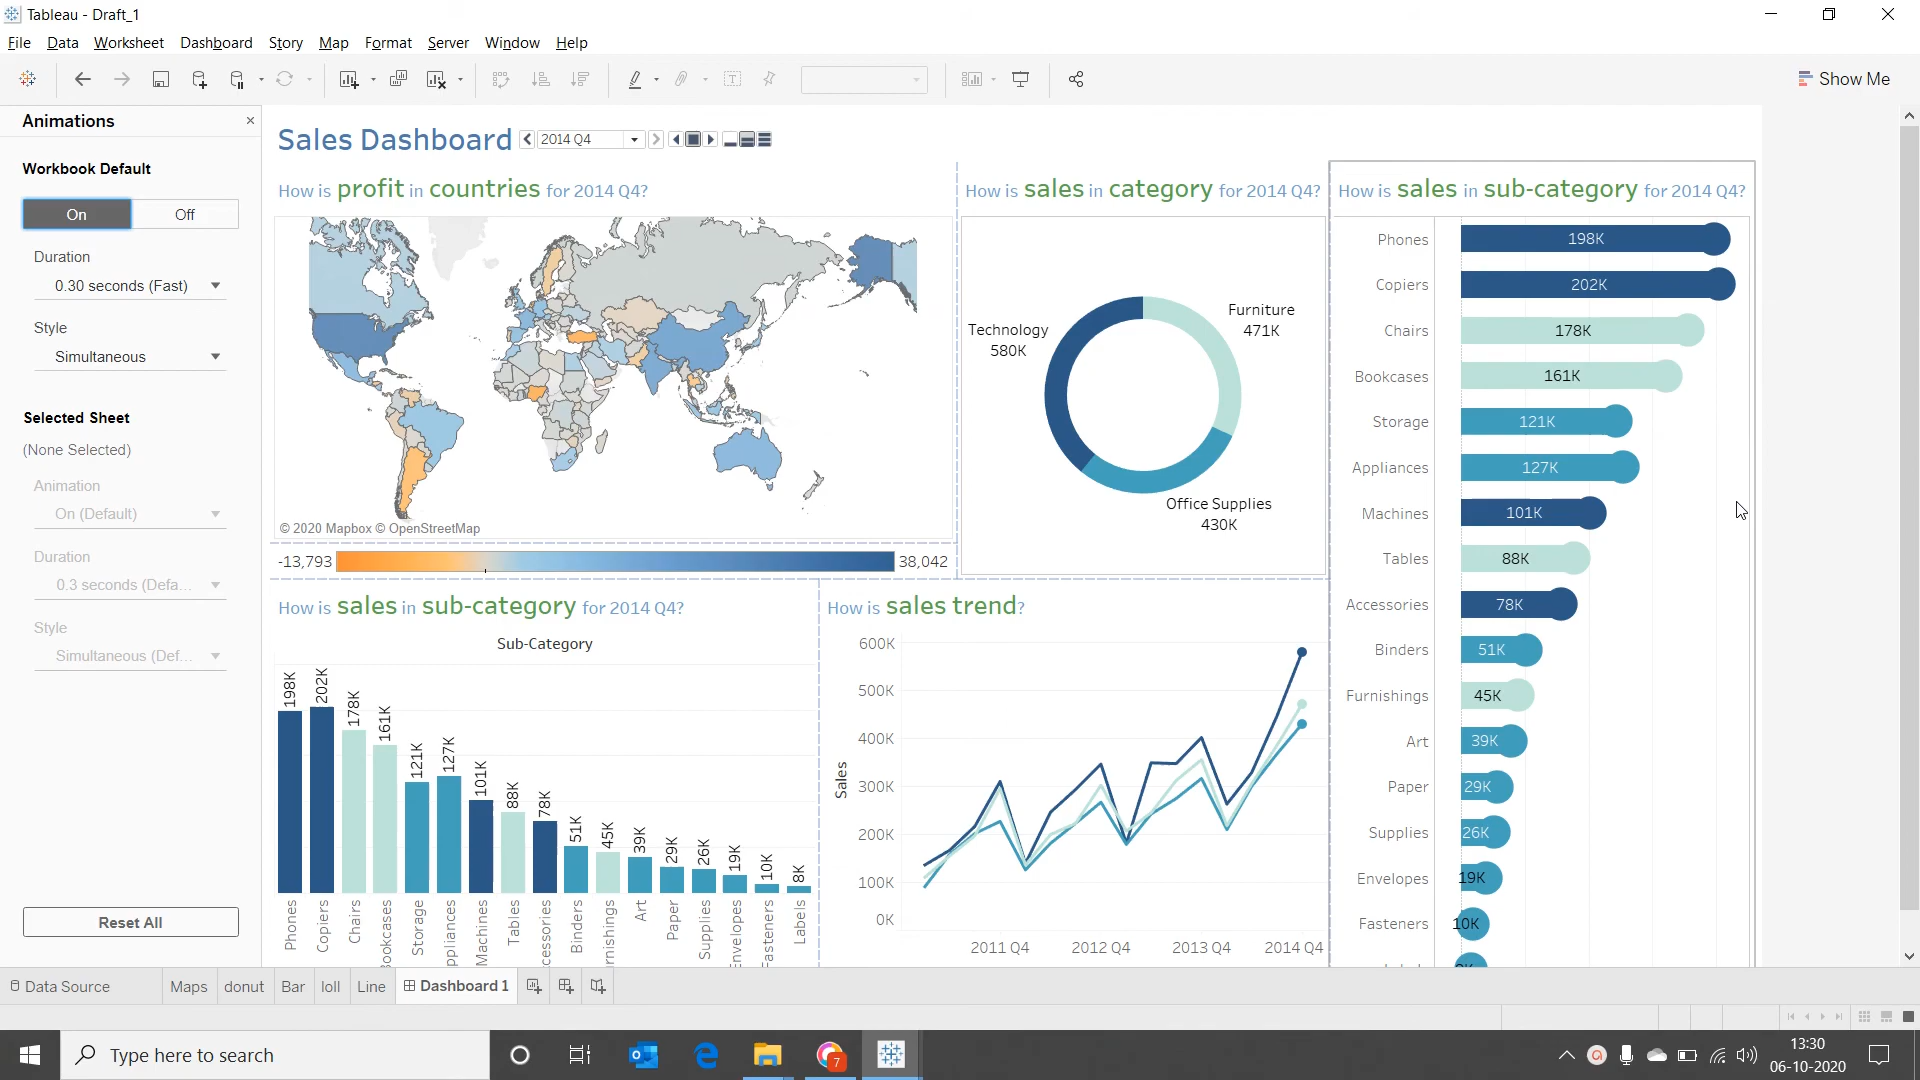 Tableau - Draft_1
File Data Worksheet Dashboard Story Map Format Server Window Help
Show Me
Animations
Workbook Default
On Off
Duration
0.30 seconds (Fast)
Style
Simultaneous
Selected Sheet
(None Selected)
Animation
On (Default)
Duration
0.3 seconds (Defa...
Style
Simultaneous (Def...
Reset All
Sales Dashboard 2014 Q4
How is profit in countries for 2014 Q4?
© 2020 Mapbox © OpenStreetMap
-13,793 38,042
How is sales in category for 2014 Q4?
Technology
580K
Furniture
471K
Office Supplies
430K
How is sales in sub-category for 2014 Q4?
Phones 198K
Copiers 202K
Chairs 178K
Bookcases 161K
Storage 121K
Appliances 127K
Machines 101K
Tables 88K
Accessories 78K
Binders 51K
Furnishings 45K
Art 39K
Paper 29K
Supplies 26K
Envelopes 19K
Fasteners 10K
How is sales in sub-category for 2014 Q4?
Sub-Category
198K 202K 178K 161K 121K 127K 101K 88K 78K 51K 45K 39K 29K 26K 19K 10K 8K
Phones Copiers Chairs Bookcases Storage ppliances Machines Tables ccessories Binders rnishings Art Paper Supplies Envelopes Fasteners Labels
How is sales trend?
Sales
600K
500K
400K
300K
200K
100K
0K
2011 Q4 2012 Q4 2013 Q4 2014 Q4
Data Source Maps donut Bar loll Line Dashboard 1
Type here to search
7
13:30
06-10-2020